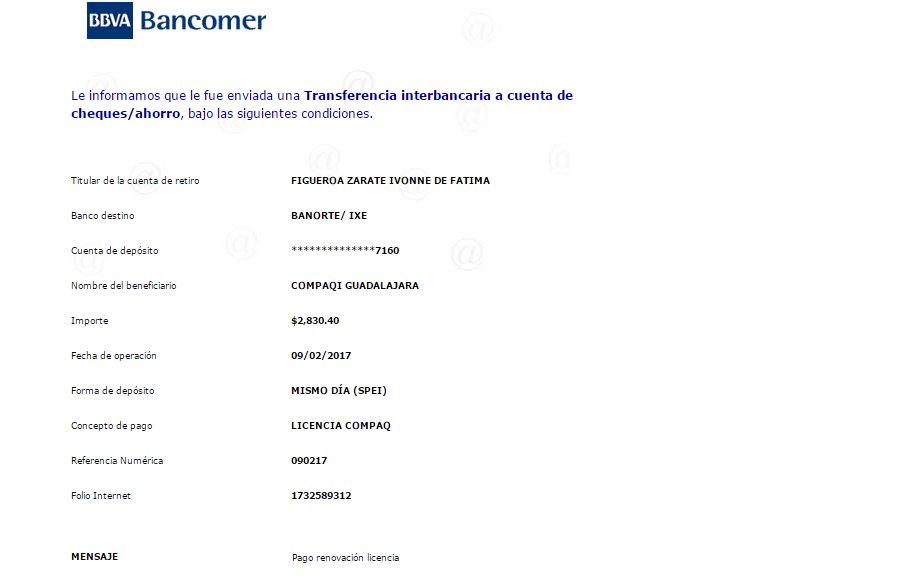 BBVA Bancomer
Le informamos que le fue enviada una Transferencia interbancaria a cuenta de
cheques/ahorro, bajo las siguientes condiciones.
Titular de la cuenta de retiro FIGUEROA ZARATE IVONNE DE FATIMA
Banco destino BANORTE/ IXE
Cuenta de depósito **************7160
Nombre del beneficiario COMPAQI GUADALAJARA
Importe $2,830.40
Fecha de operación 09/02/2017
Forma de depósito MISMO DÍA (SPEI)
Concepto de pago LICENCIA COMPAQ
Referencia Numérica 090217
Folio Internet 1732589312
MENSAJE Pago renovación licencia